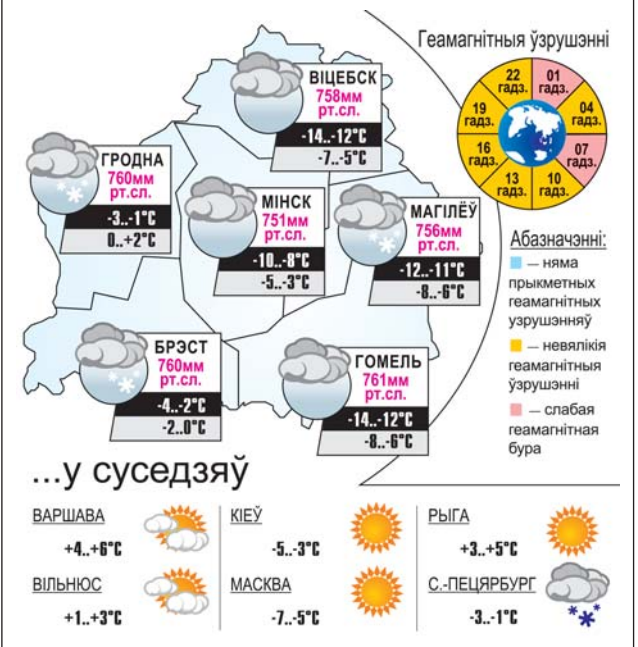 Геамагнітныя ўзрушэнні
22 гадз.
01 гадз.
04 гадз.
07 гадз.
10 гадз.
13 гадз.
16 гадз.
19 гадз.
ВІЦЕБСК
758мм
рт.сл.
-14..-12°C
-7..-5°C
ГРОДНА
760мм
рт.сл.
-3..-1°C
0..+2°C
МІНСК
751мм
рт.сл.
-10..-8°C
-5..-3°C
МАГІЛЁЎ
756мм
рт.сл.
-12..-11°C
-8..-6°C
БРЭСТ
760мм
рт.сл.
-4..-2°C
-2..0°C
ГОМЕЛЬ
761мм
рт.сл.
-14..-12°C
-8..-6°C
Абазначэнні:
— няма
прыкметных
геамагнітных
узрушэнняў
— невялікія
геамагнітныя
ўзрушэнні
— слабая
геамагнітная
бура
...у суседзяў
ВАРШАВА
+4..+6°C
КІЕЎ
-5..-3°C
РЫГА
+3..+5°C
ВІЛЬНЮС
+1..+3°C
МАСКВА
-7..-5°C
С.-ПЕЦЯРБУРГ
-3..-1°C